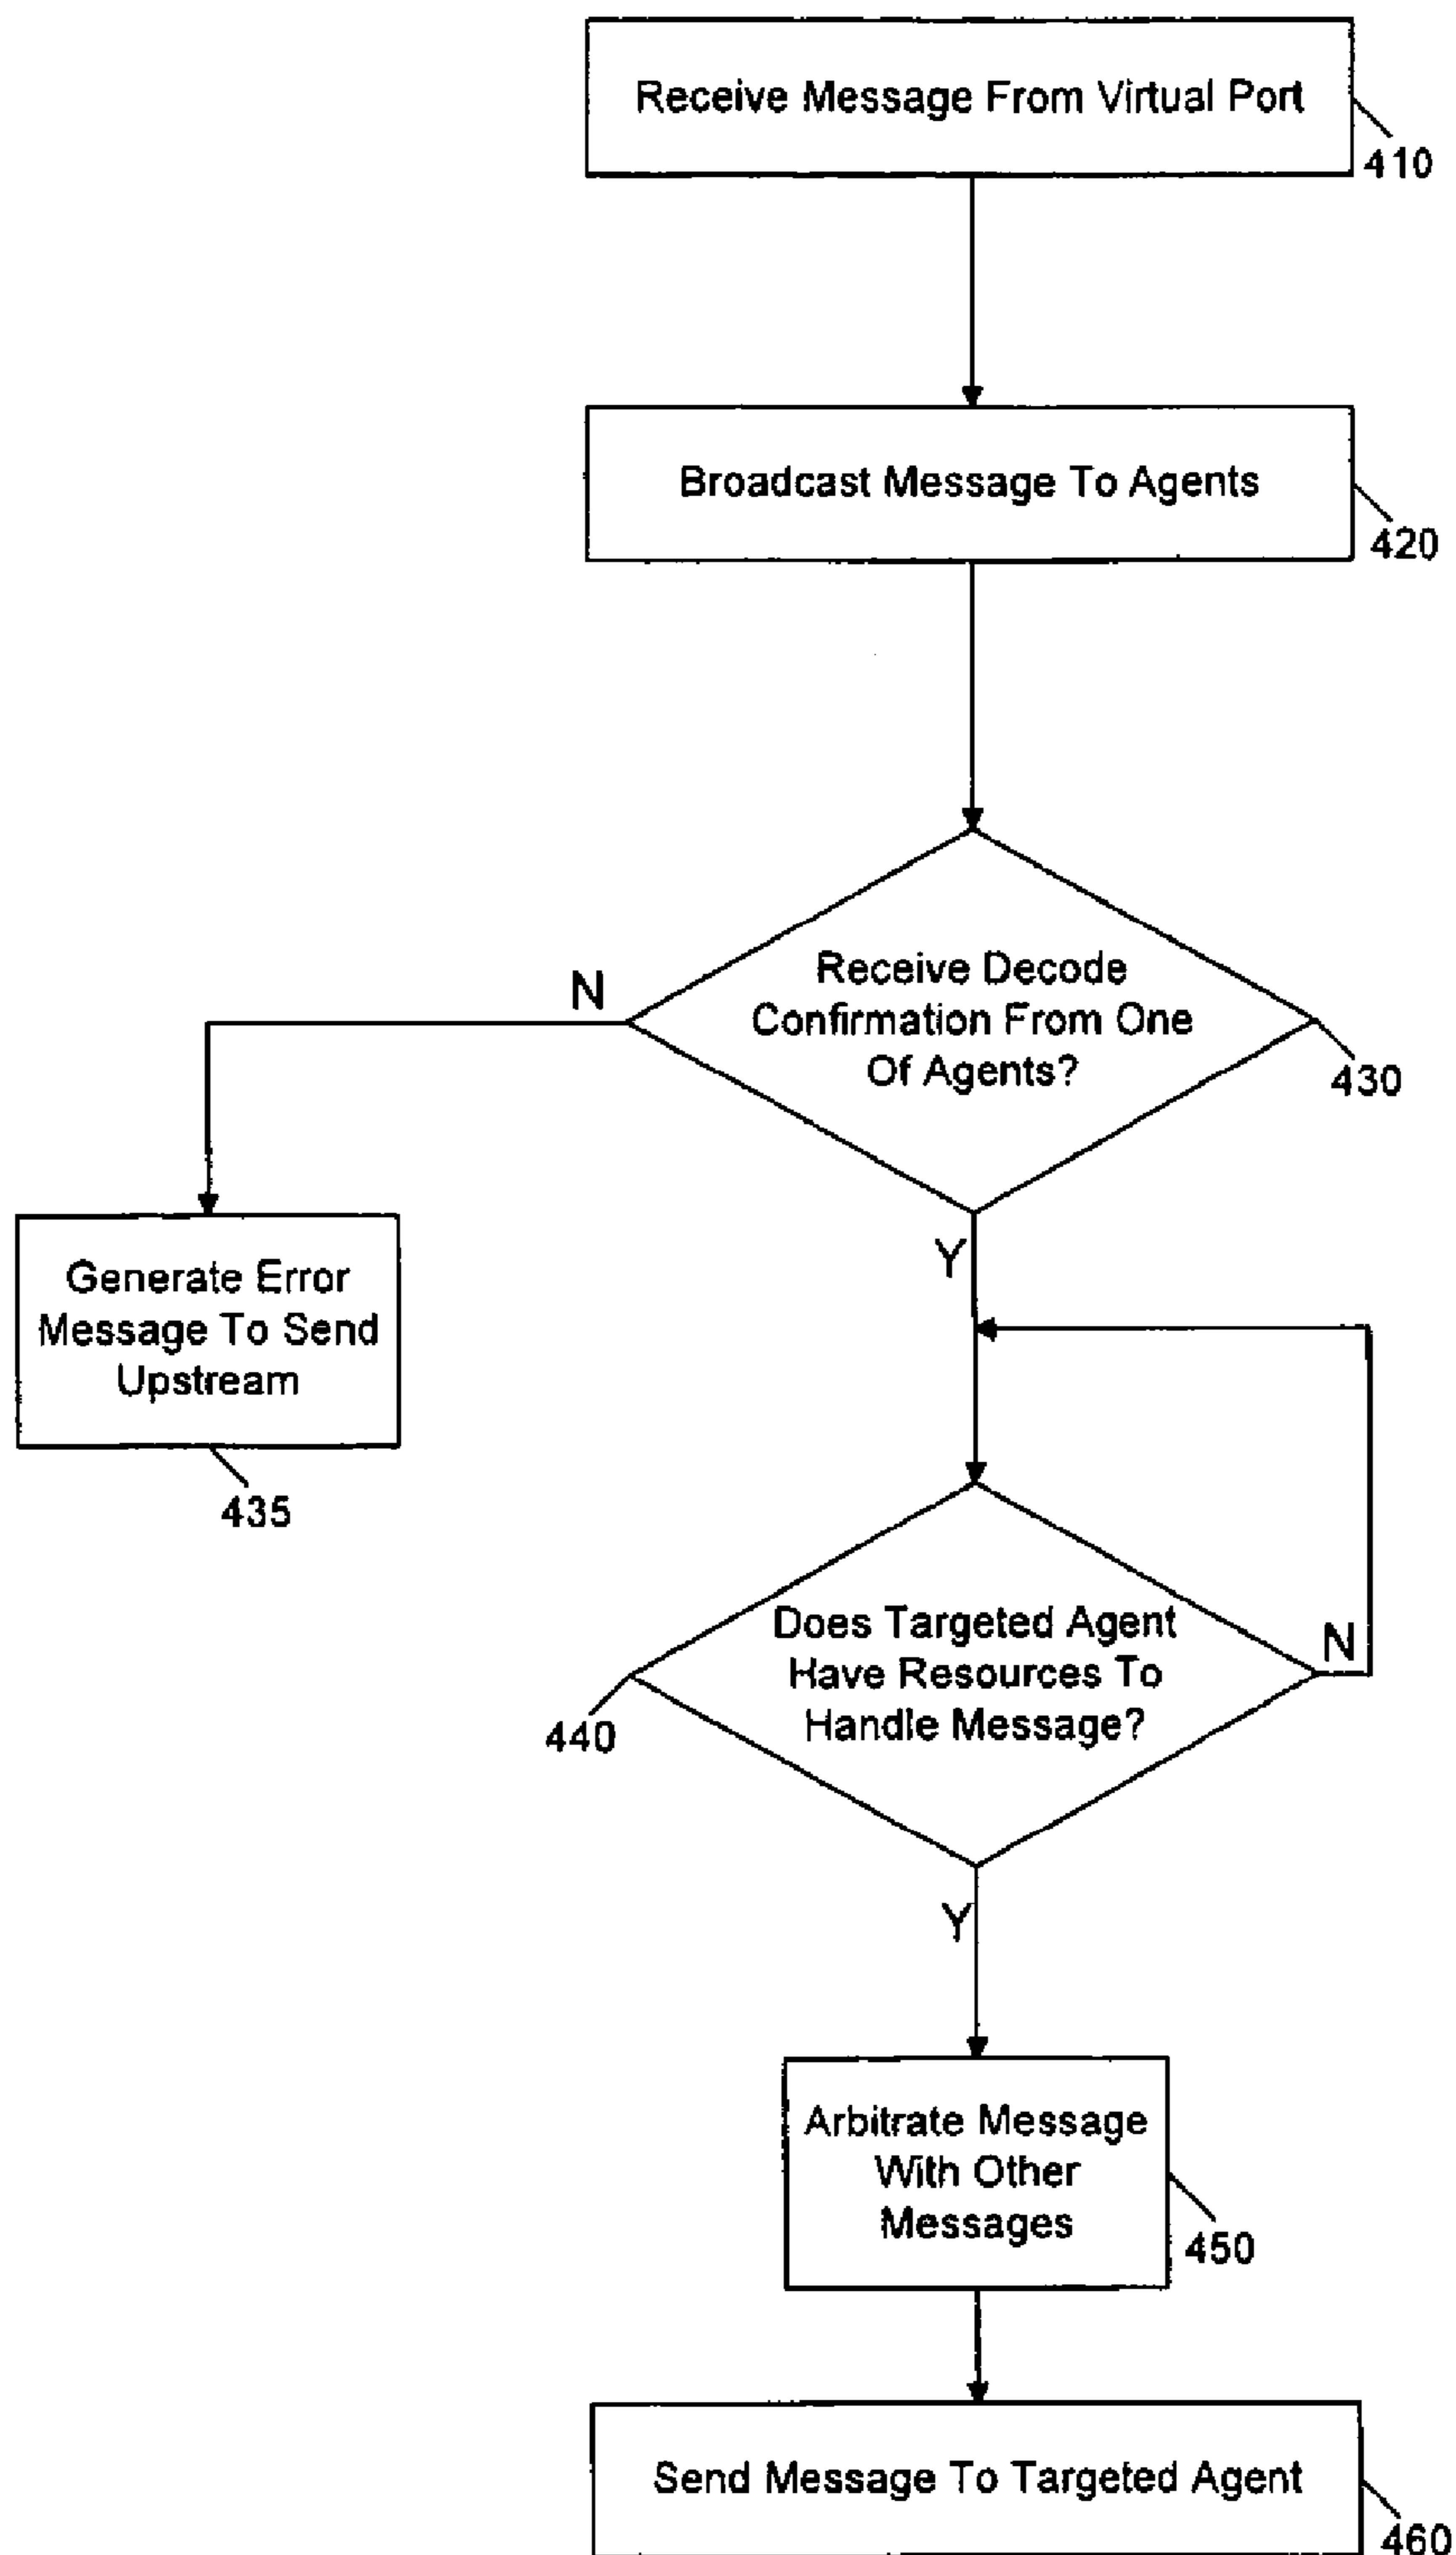 Receive Message From Virtual Port
410
Broadcast Message To Agents
420
Receive Decode
Confirmation From One
Of Agents?
430
N
Generate Error
Message To Send
Upstream
435
Y
Does Targeted Agent
Have Resources To
Handle Message?
440
N
Y
Arbitrate Message
With Other
Messages
450
Send Message To Targeted Agent
460